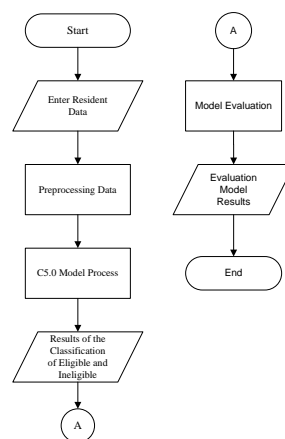 Start
Enter Resident
Data
Preprocessing Data
C5.0 Model Process
Results of the
Classification
of Eligible and
Ineligible
A
A
Model Evaluation
Evaluation
Model
Results
End